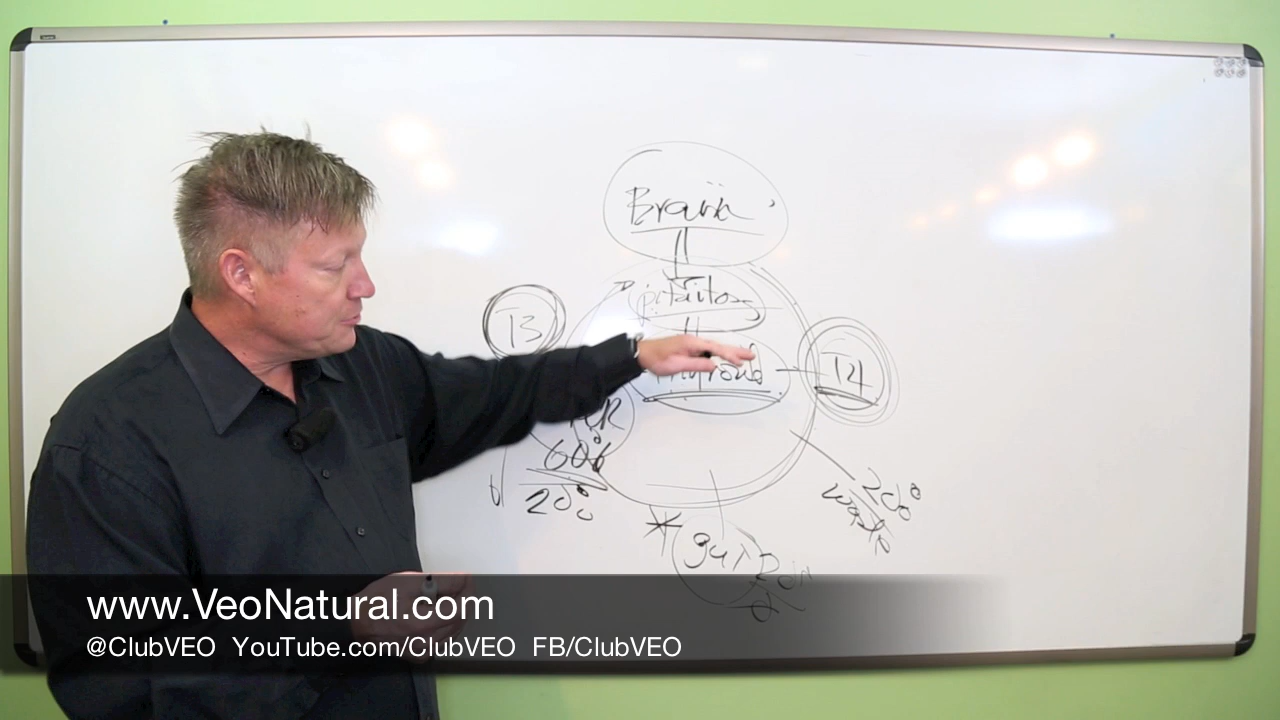 Brain
pituitary
T3
Thyroid
T4
60%
20%
20%
waste
*
gut 20%
www.VeoNatural.com
@ClubVEO YouTube.com/ClubVEO FB/ClubVEO